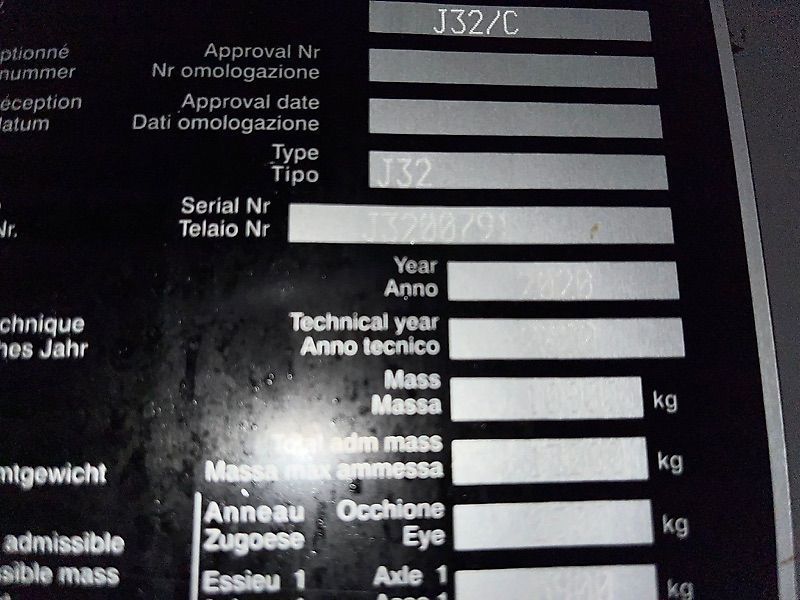 J32/C
ptionné Approval Nr
nummer Nr omologazione
éception Approval date
datum Dati omologazione
Type
Tipo J32
Serial Nr
Nr. Telaio Nr J3200791
Year
Anno 2020
chnique Technical year
hes Jahr Anno tecnico
Mass
Massa kg
Total adm mass
mtgewicht Massa max ammessa kg
Anneau Occhione
admissible Zugoese Eye kg
sible mass Essieu 1 Axle 1 kg